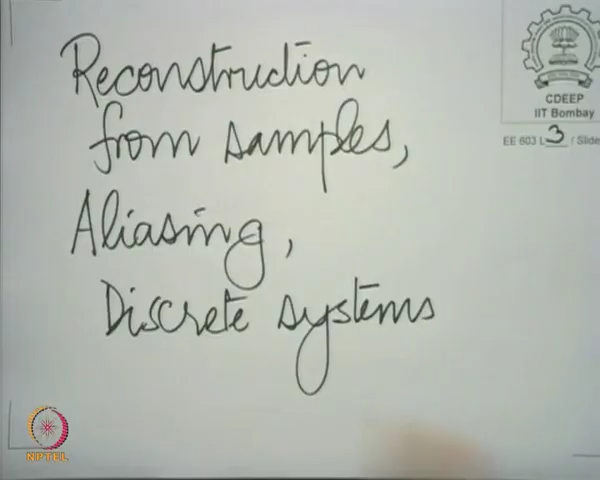 Reconstruction
from samples,
Aliasing,
Discrete systems
CDEEP
IIT Bombay
EE 603 L 3 / Slide
NPTEL